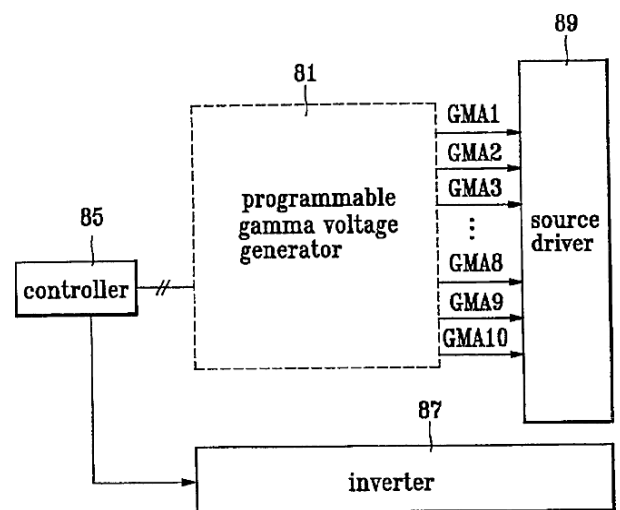 89
81
GMA1
GMA2
GMA3
programmable
gamma voltage
generator
source
driver
85
controller
GMA8
GMA9
GMA10
87
inverter